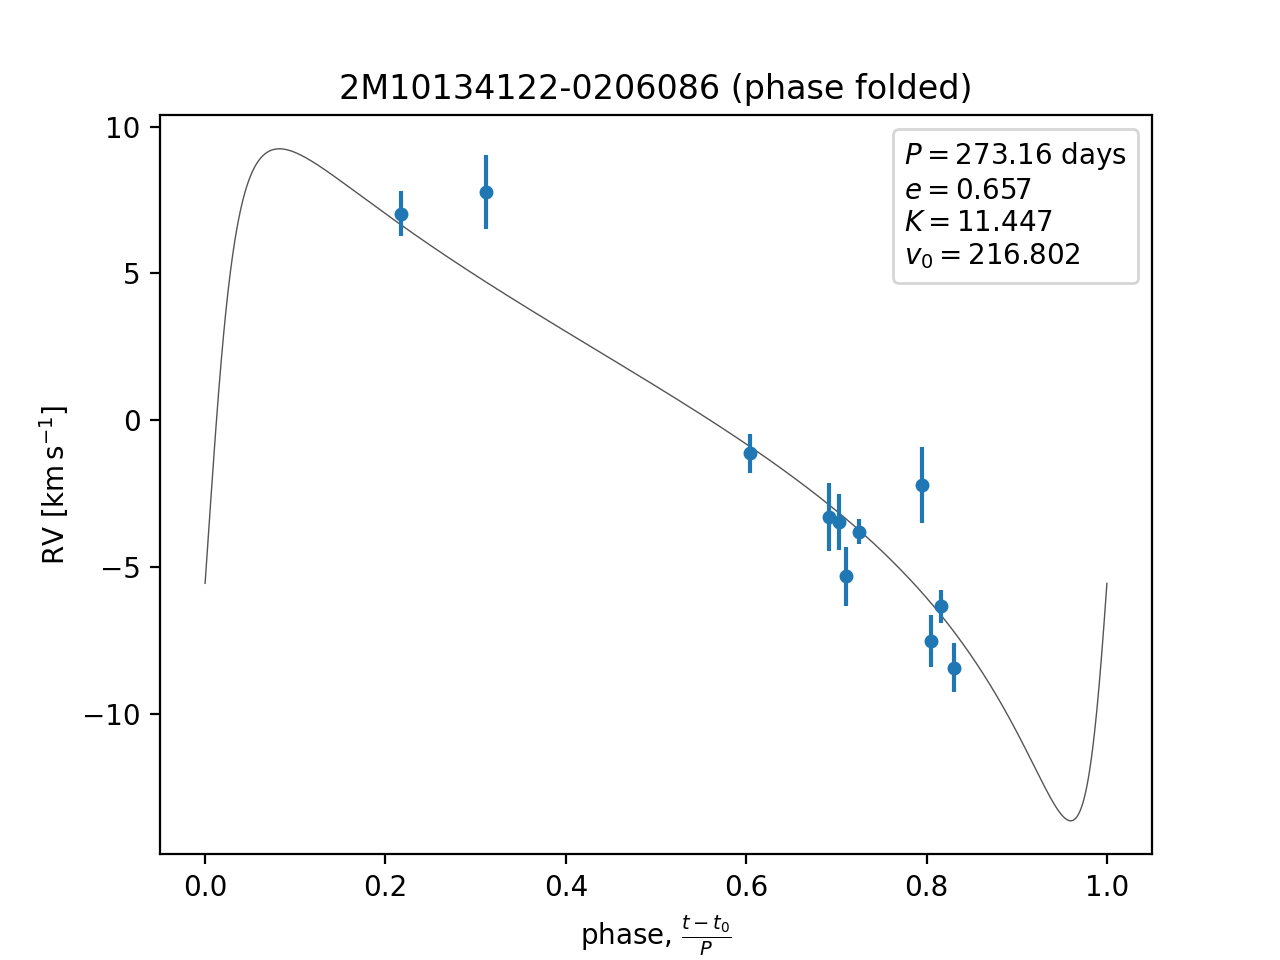 2M10134122-0206086 (phase folded)
P = 273.16 days
e = 0.657
K = 11.447
v₀ = 216.802
10
5
0
−5
−10
RV [km s⁻¹]
0.0 0.2 0.4 0.6 0.8 1.0
phase, (t − t₀)/P